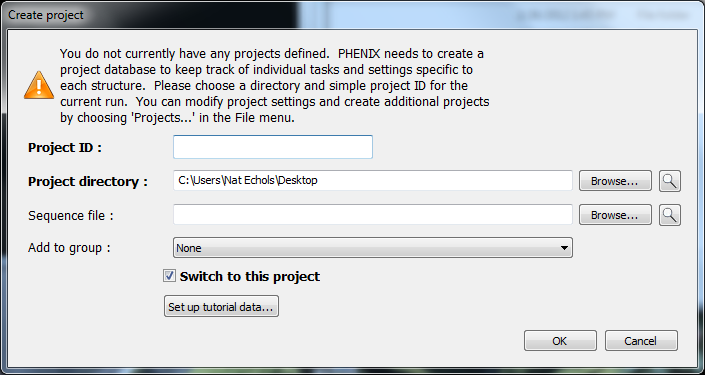 Create project
You do not currently have any projects defined.  PHENIX needs to create a
project database to keep track of individual tasks and settings specific to
each structure.  Please choose a directory and simple project ID for the
current run.  You can modify project settings and create additional projects
by choosing 'Projects...' in the File menu.
Project ID :
Project directory : C:\Users\Nat Echols\Desktop Browse...
Sequence file : Browse...
Add to group : None
Switch to this project
Set up tutorial data...
OK Cancel